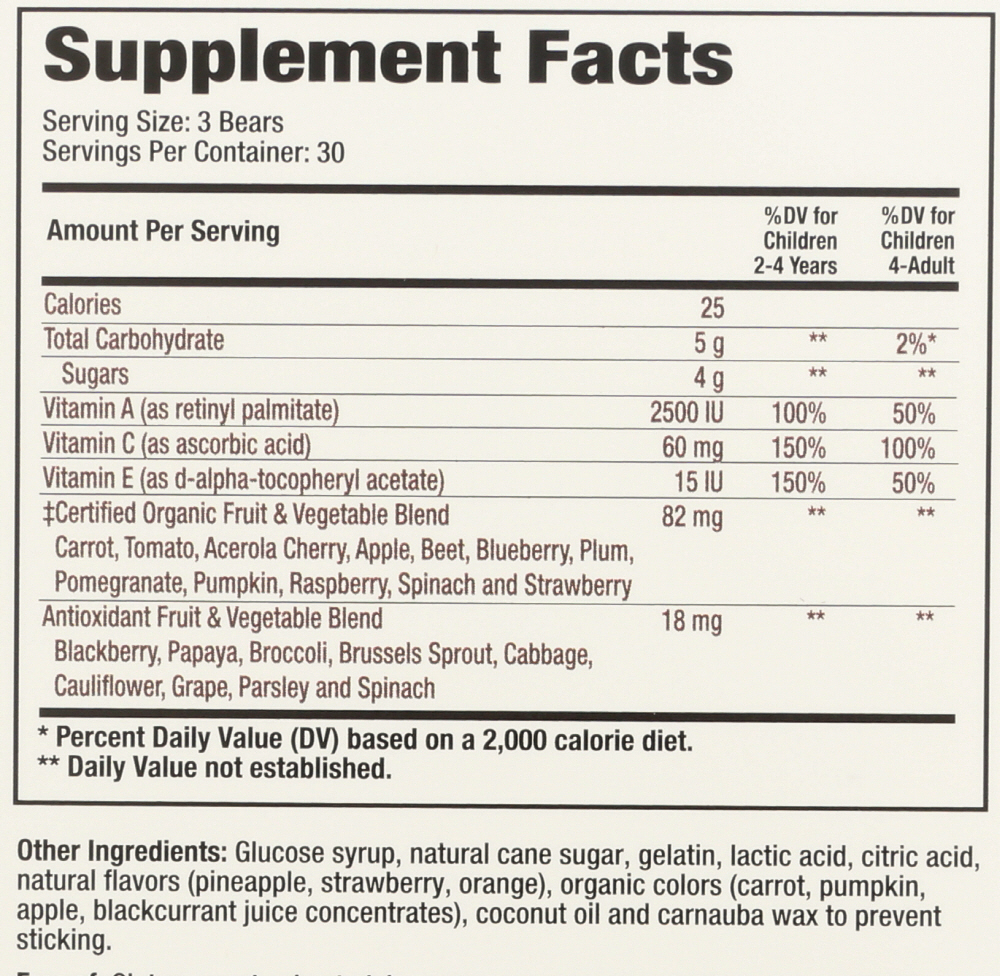 Supplement Facts
Serving Size: 3 Bears
Servings Per Container: 30
Amount Per Serving
%DV for Children 2-4 Years
%DV for Children 4-Adult
Calories 25
Total Carbohydrate 5 g ** 2%*
Sugars 4 g ** **
Vitamin A (as retinyl palmitate) 2500 IU 100% 50%
Vitamin C (as ascorbic acid) 60 mg 150% 100%
Vitamin E (as d-alpha-tocopheryl acetate) 15 IU 150% 50%
‡Certified Organic Fruit & Vegetable Blend 82 mg ** **
Carrot, Tomato, Acerola Cherry, Apple, Beet, Blueberry, Plum,
Pomegranate, Pumpkin, Raspberry, Spinach and Strawberry
Antioxidant Fruit & Vegetable Blend 18 mg ** **
Blackberry, Papaya, Broccoli, Brussels Sprout, Cabbage,
Cauliflower, Grape, Parsley and Spinach
* Percent Daily Value (DV) based on a 2,000 calorie diet.
** Daily Value not established.
Other Ingredients: Glucose syrup, natural cane sugar, gelatin, lactic acid, citric acid,
natural flavors (pineapple, strawberry, orange), organic colors (carrot, pumpkin,
apple, blackcurrant juice concentrates), coconut oil and carnauba wax to prevent
sticking.